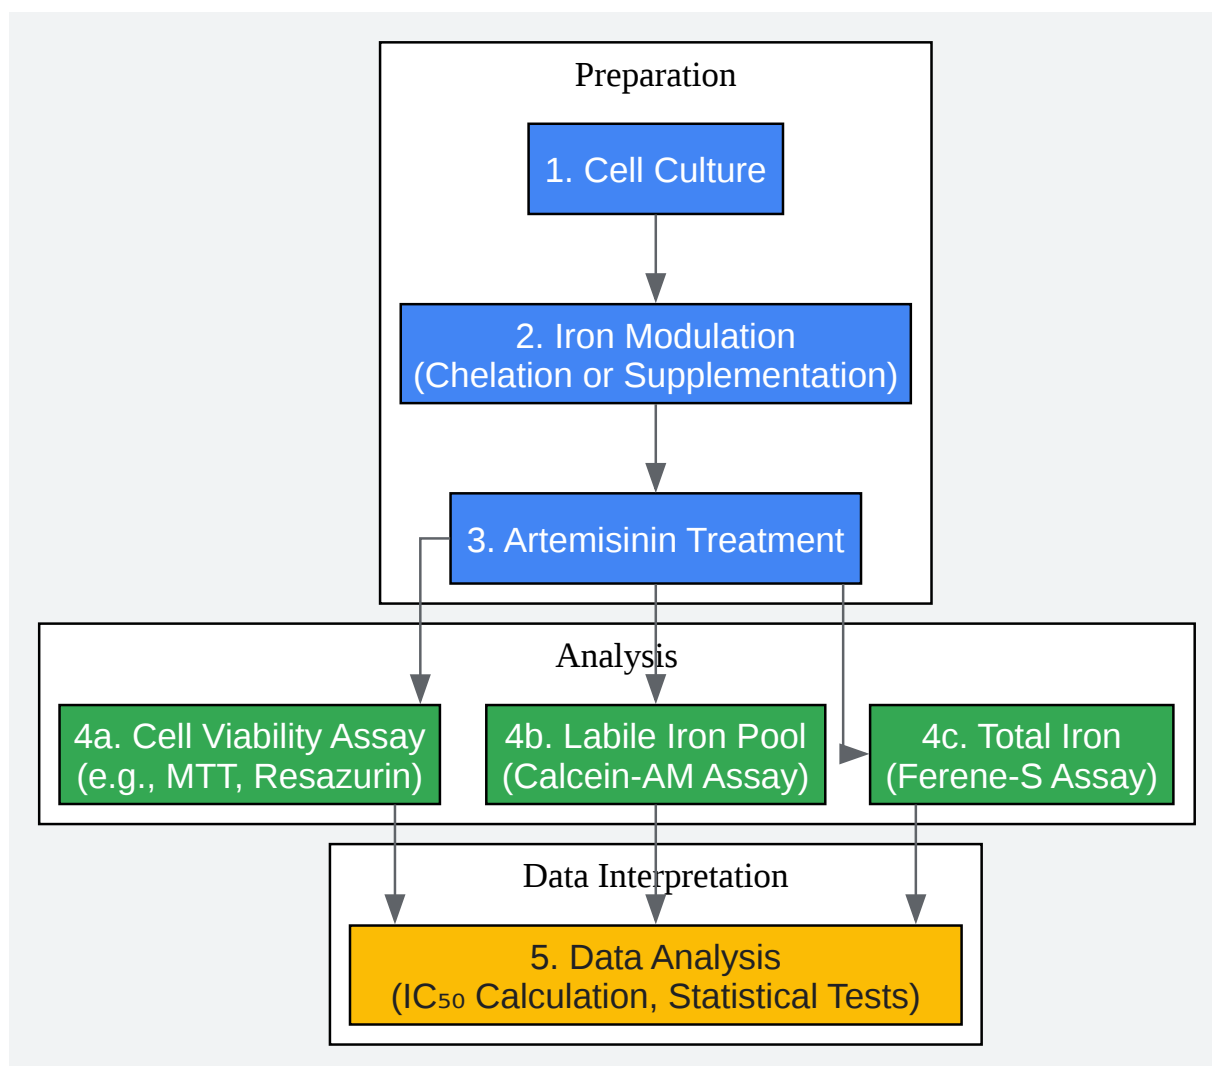 Preparation
1. Cell Culture
2. Iron Modulation
(Chelation or Supplementation)
3. Artemisinin Treatment
Analysis
4a. Cell Viability Assay
(e.g., MTT, Resazurin)
4b. Labile Iron Pool
(Calcein-AM Assay)
4c. Total Iron
(Ferene-S Assay)
Data Interpretation
5. Data Analysis
(IC₅₀ Calculation, Statistical Tests)